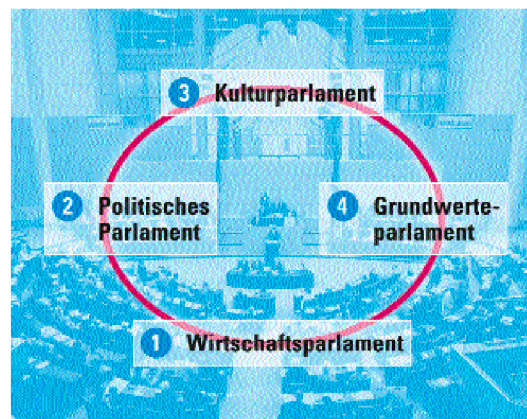 3 Kulturparlament
2 Politisches
Parlament
4 Grundwerte-
parlament
1 Wirtschaftsparlament